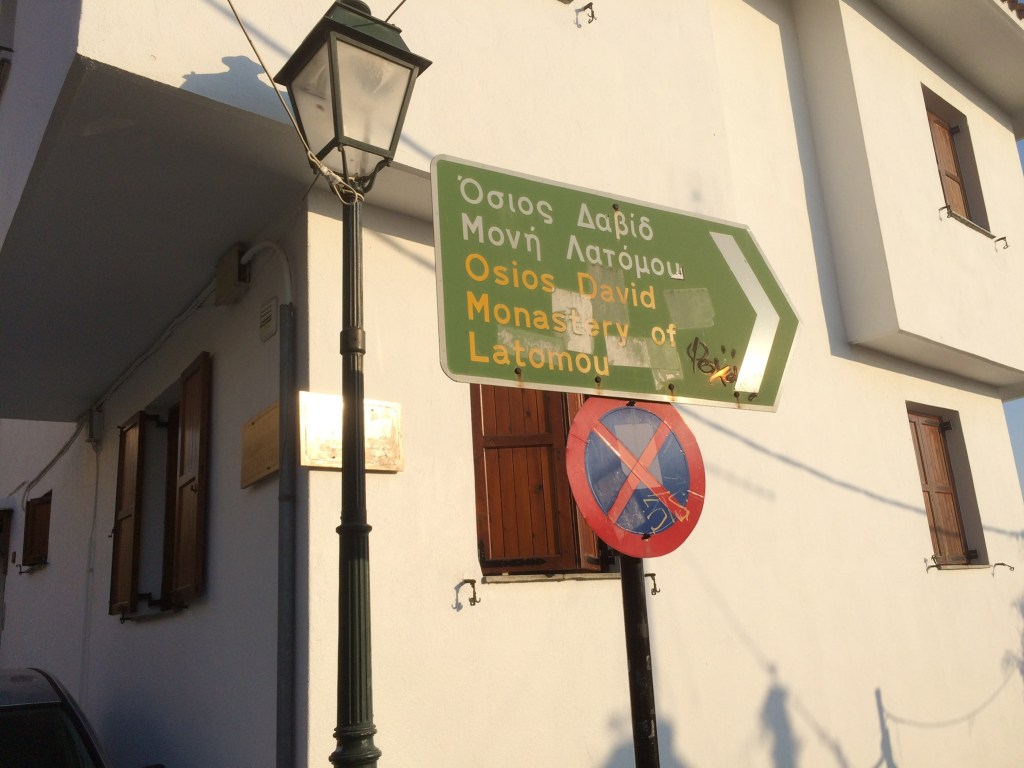 Όσιος Δαβίδ
Μονή Λατόμου
Osios David
Monastery of
Latomou